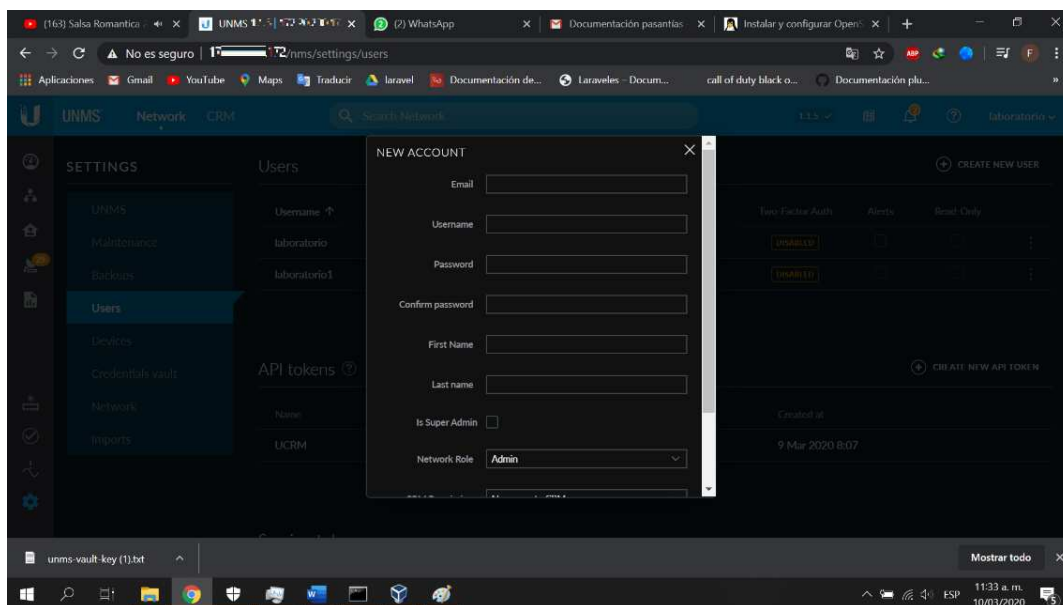 (163) Salsa Romantica
UNMS
(2) WhatsApp
Documentación pasantías
Instalar y configurar Open
No es seguro
/nms/settings/users
ABP
F
Aplicaciones
Gmail
YouTube
Maps
Traducir
laravel
Documentación de...
Laraveles – Docum...
call of duty black o...
Documentación plu...
UNMS
Network
CRM
Search Network
1.1.5
laboratorio
SETTINGS
Users
CREATE NEW USER
UNMS
Maintenance
Backups
Users
Devices
Credentials vault
Network
Imports
Username
Two-Factor Auth
Alerts
Read-Only
laboratorio
DISABLED
laboratorio1
DISABLED
API tokens
CREATE NEW API TOKEN
Name
Created at
UCRM
9 Mar 2020 8:07
NEW ACCOUNT
Email
Username
Password
Confirm password
First Name
Last name
Is Super Admin
Network Role
Admin
unms-vault-key (1).txt
Mostrar todo
ESP
11:33 a. m.
10/03/2020